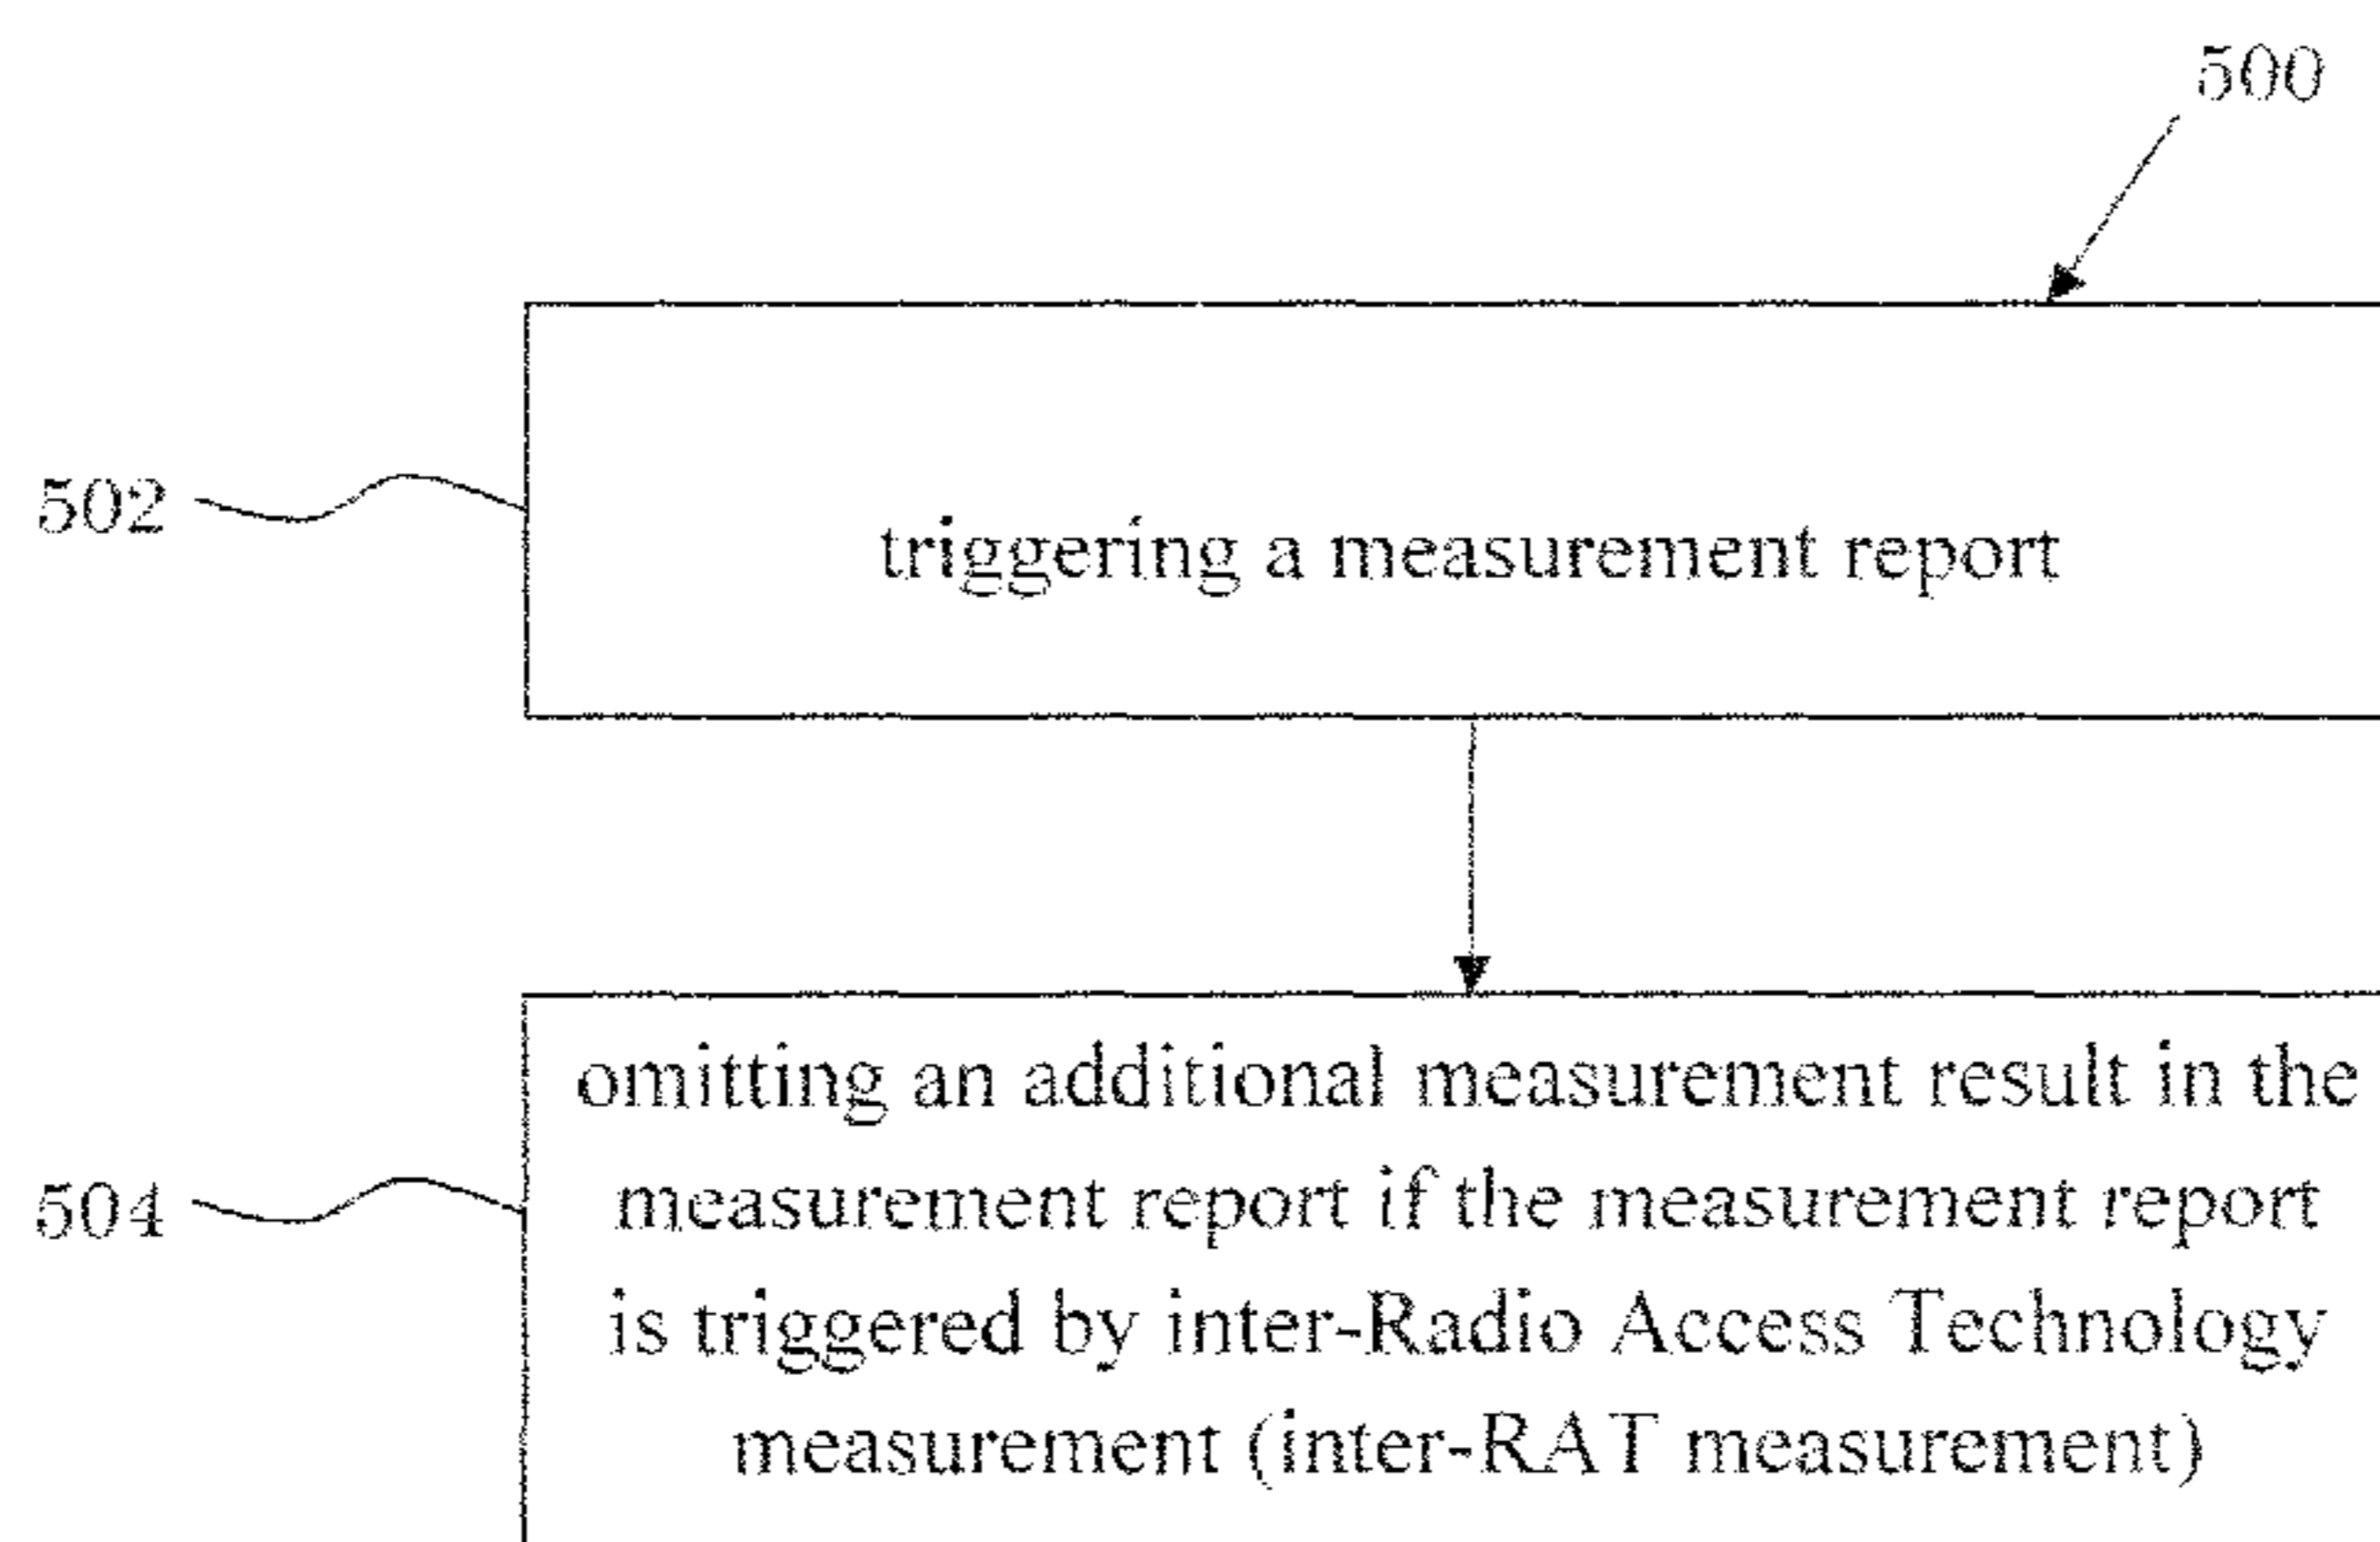 500
502
triggering a measurement report
omitting an additional measurement result in the
504
measurement report if the measurement report
is triggered by inter-Radio Access Technology
measurement (inter-RAT measurement)